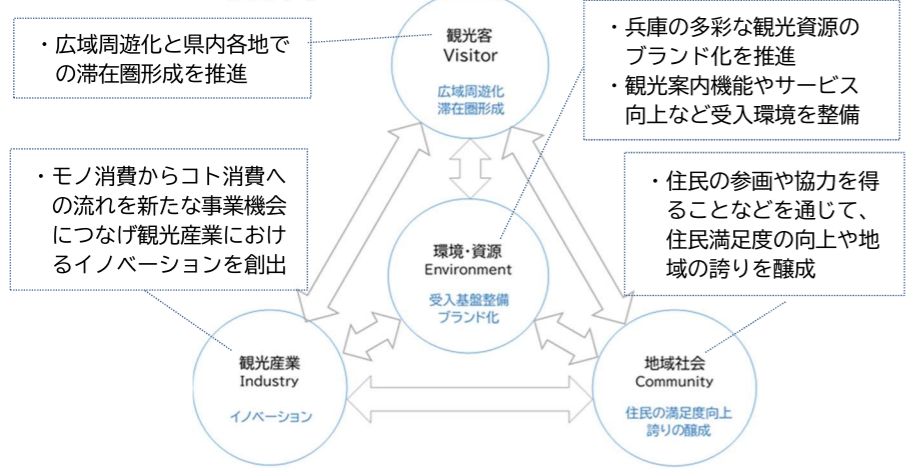 ・広域周遊化と県内各地で
の滞在圏形成を推進
観光客
Visitor
広域周遊化
滞在圏形成
・兵庫の多彩な観光資源の
ブランド化を推進
・観光案内機能やサービス
向上など受入環境を整備
・モノ消費からコト消費へ
の流れを新たな事業機会
につなげ観光産業におけ
るイノベーションを創出
・住民の参画や協力を得
ることなどを通じて、
住民満足度の向上や地
域の誇りを醸成
環境・資源
Environment
受入基盤整備
ブランド化
観光産業
Industry
イノベーション
地域社会
Community
住民の満足度向上
誇りの醸成